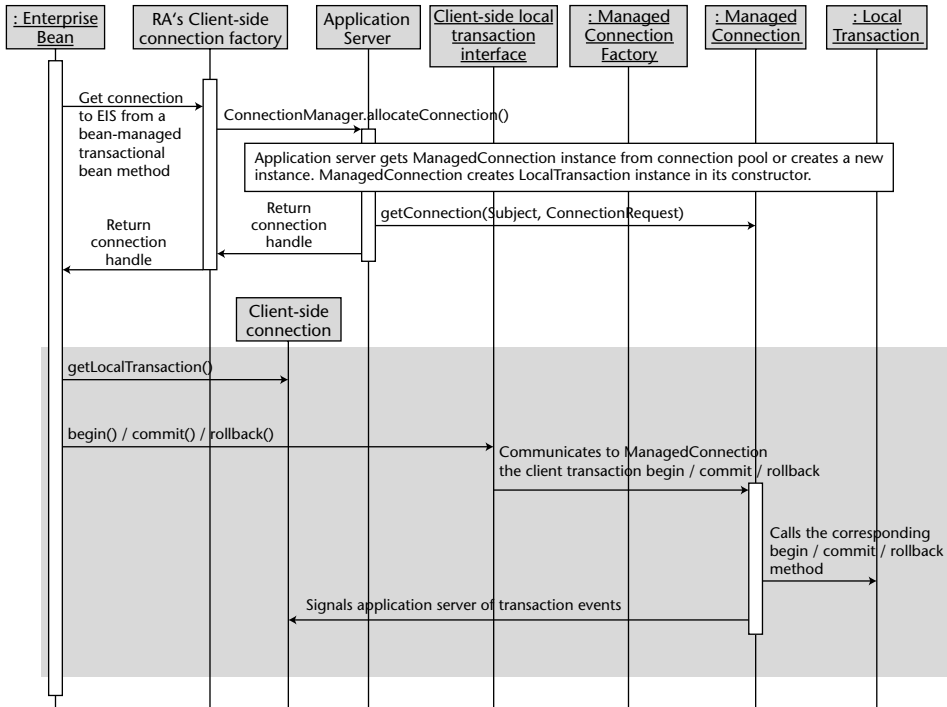 : Enterprise
Bean
RA's Client-side
connection factory
Application
Server
Client-side local
transaction
interface
: Managed
Connection
Factory
: Managed
Connection
: Local
Transaction
Get connection
to EIS from a
bean-managed
transactional
bean method
ConnectionManager.allocateConnection()
Application server gets ManagedConnection instance from connection pool or creates a new
instance. ManagedConnection creates LocalTransaction instance in its constructor.
getConnection(Subject, ConnectionRequest)
Return
connection
handle
Return
connection
handle
Client-side
connection
getLocalTransaction()
begin() / commit() / rollback()
Communicates to ManagedConnection
the client transaction begin / commit / rollback
Calls the corresponding
begin / commit / rollback
method
Signals application server of transaction events